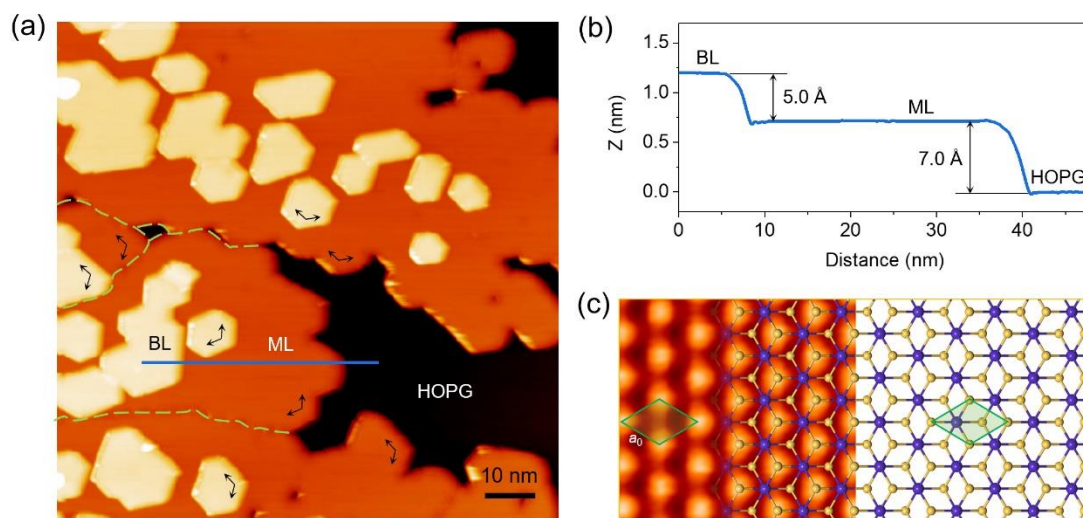 (a)
BL
ML
HOPG
10 nm
(b)
1.5
1.0
0.5
0.0
Z (nm)
BL
5.0 Å
ML
7.0 Å
HOPG
0
10
20
30
40
Distance (nm)
(c)
a0